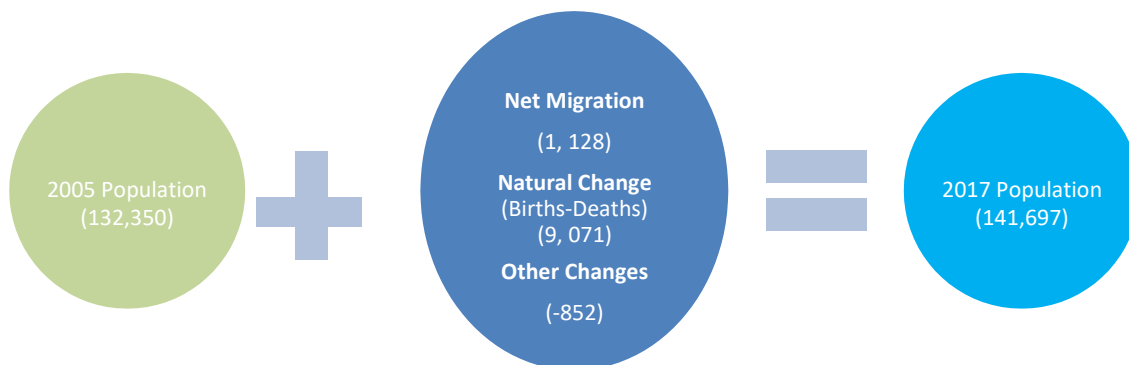 2005 Population
(132,350)
Net Migration
(1, 128)
Natural Change
(Births-Deaths)
(9, 071)
Other Changes
(-852)
2017 Population
(141,697)